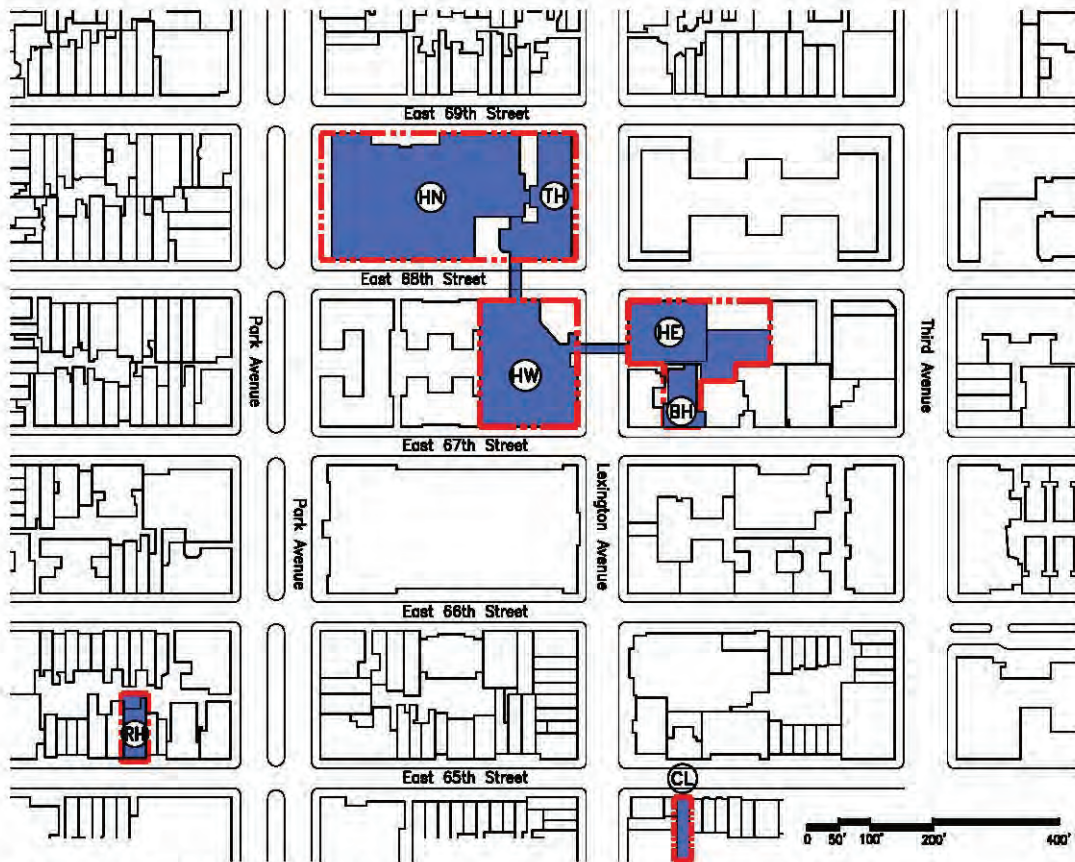 East 69th Street
HN
TH
East 68th Street
Park Avenue
HE
Third Avenue
HW
BH
East 67th Street
Park Avenue
Lexington Avenue
East 66th Street
RH
East 65th Street
CL
0 50' 100' 200' 400'